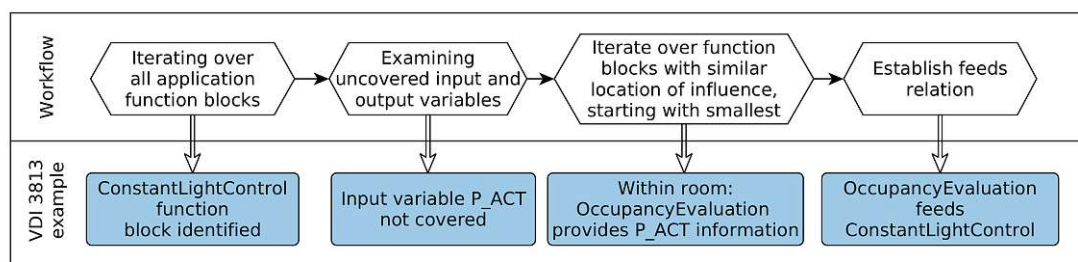 Workflow
Iterating over
all application
function blocks
Examining
uncovered input and
output variables
Iterate over function
blocks with similar
location of influence,
starting with smallest
Establish feeds
relation
VDI 3813
example
ConstantLightControl
function
block identified
Input variable P_ACT
not covered
Within room:
OccupancyEvaluation
provides P_ACT information
OccupancyEvaluation
feeds
ConstantLightControl